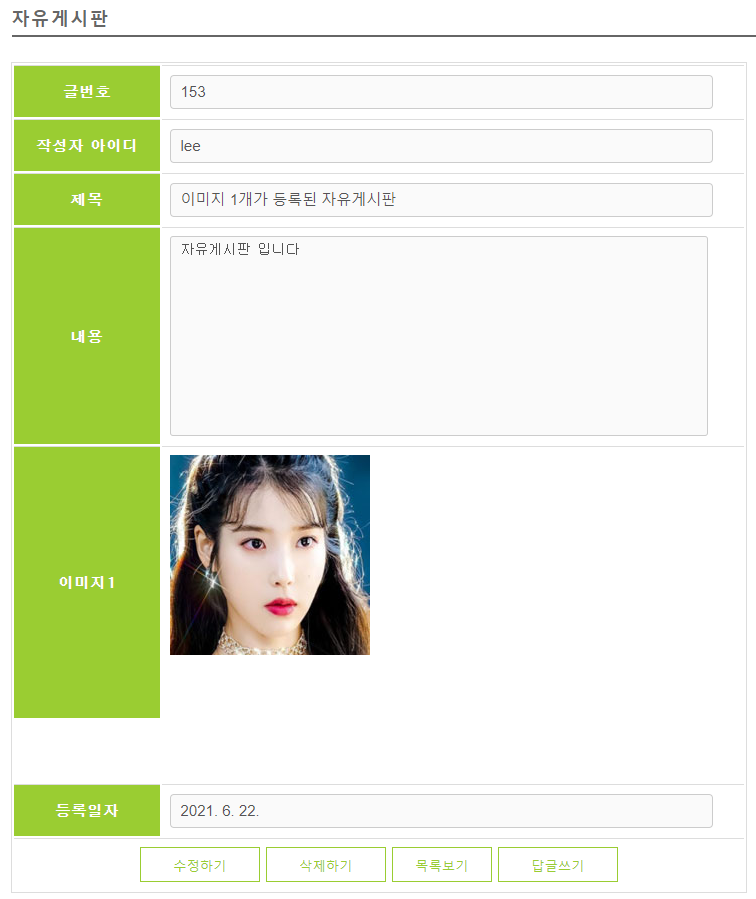 자유게시판
글번호
153
작성자 아이디
lee
제목
이미지 1개가 등록된 자유게시판
내용
자유게시판 입니다
이미지1
등록일자
2021. 6. 22.
수정하기 삭제하기 목록보기 답글쓰기